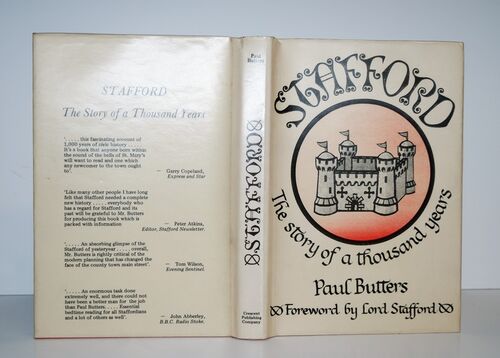 STAFFORD
The Story of a Thousand Years
'.....this fascinating account of
1,000 years of civic history .....
It's a book that anyone born within
the sound of the bells of St. Mary's
will want to read and one which
any newcomer to the town ought
to'
— Garry Copeland,
Express and Star
'Like many other people I have long
felt that Stafford needed a complete
new history ..... everybody who
has a regard for Stafford and its
past will be grateful to Mr. Butters
for producing this book which is
packed with information
— Peter Atkins,
Editor, Stafford Newsletter.
'..... An absorbing glimpse of the
Stafford of yesteryear ..... overall,
Mr. Butters is rightly critical of the
modern planning that has changed the
face of the county town main street'.
— Tom Wilson,
Evening Sentinel.
'..... An enormous task done
extremely well, and there could not
have been a better man for the job
than Paul Butters..... Essential
bedtime reading for all Staffordians
and a lot of others as well'.
— John Abberley,
B.B.C. Radio Stoke.
Paul
Butters
STAFFORD
Crescent
Publishing
Company
STAFFORD
The story of a thousand years
Paul Butters
Foreword by Lord Stafford